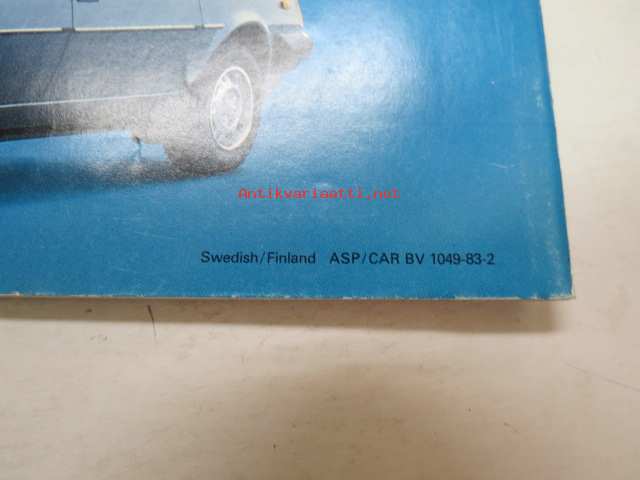 Antikvariaatti.net
Swedish/Finland ASP/CAR BV 1049-83-2